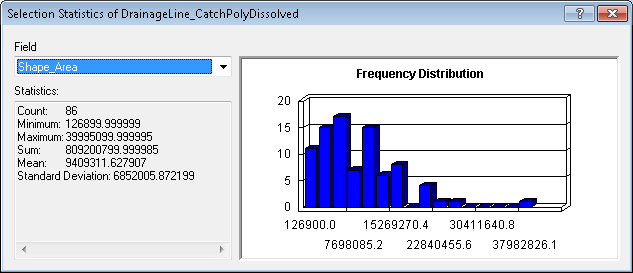 Selection Statistics of DrainageLine_CatchPolyDissolved
Field
Shape_Area
Statistics:
Count: 86
Minimum: 126899.999999
Maximum: 39995099.999995
Sum: 809200799.999985
Mean: 9409311.627907
Standard Deviation: 6852005.872199
Frequency Distribution
20
15
10
5
0
126900.0 15269270.4 30411640.8
7698085.2 22840455.6 37982826.1